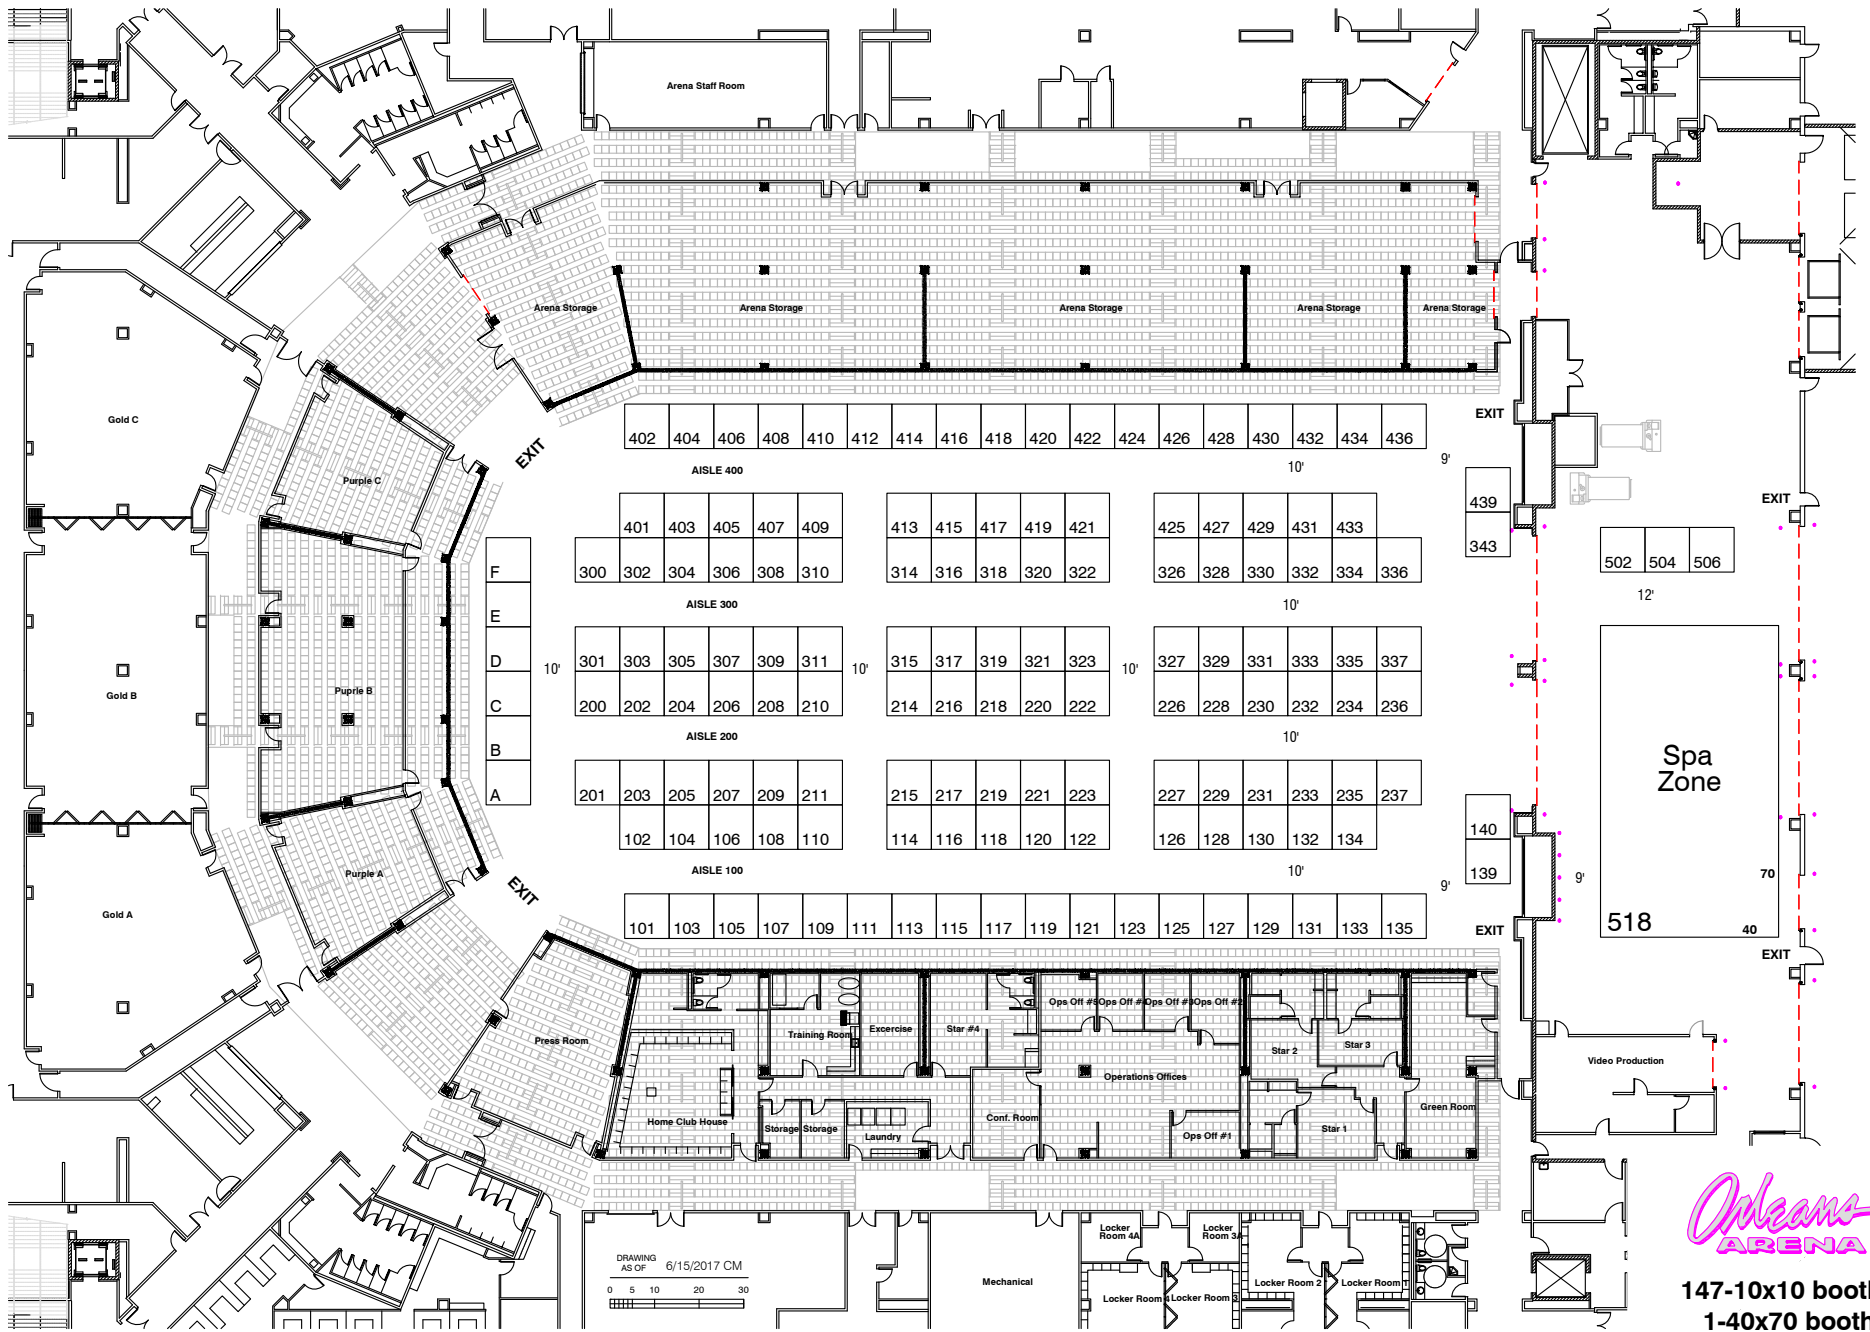 Arena Staff Room
Arena Storage
Arena Storage
Arena Storage
Arena Storage
Arena Storage
Gold C
Purple C
EXIT
EXIT
402 404 406 408 410 412 414 416 418 420 422 424 426 428 430 432 434 436
AISLE 400
10'
9'
439
343
EXIT
401 403 405 407 409
413 415 417 419 421
425 427 429 431 433
300 302 304 306 308 310
314 316 318 320 322
326 328 330 332 334 336
502 504 506
12'
AISLE 300
10'
F
E
D
C
B
A
10'
301 303 305 307 309 311
10'
315 317 319 321 323
10'
327 329 331 333 335 337
200 202 204 206 208 210
214 216 218 220 222
226 228 230 232 234 236
Gold B
Puprle B
AISLE 200
10'
Spa
Zone
201 203 205 207 209 211
215 217 219 221 223
227 229 231 233 235 237
102 104 106 108 110
114 116 118 120 122
126 128 130 132 134
140
139
9'
9'
70
518
40
AISLE 100
10'
Purple A
Gold A
EXIT
101 103 105 107 109 111 113 115 117 119 121 123 125 127 129 131 133 135
EXIT
EXIT
Press Room
Training Room
Excercise
Star #4
Ops Off #3
Ops Off #2
Star 2
Star 3
Operations Offices
Home Club House
Storage
Storage
Laundry
Conf. Room
Ops Off #1
Star 1
Green Room
Video Production
Orleans
ARENA
147-10x10 booth
1-40x70 booth
DRAWING
AS OF
6/15/2017 CM
0 5 10 20 30
Mechanical
Locker
Room 4A
Locker
Room 3A
Locker Room 4
Locker Room 3
Locker Room 2
Locker Room 1